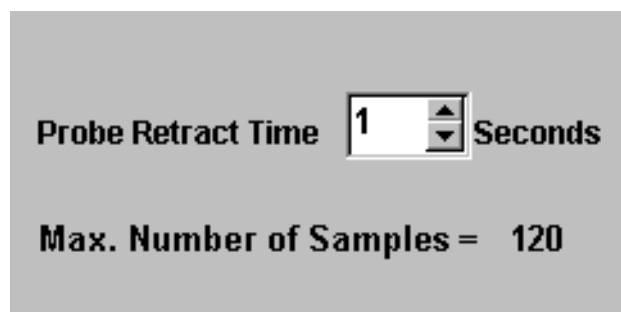 Probe Retract Time 1 Seconds
Max. Number of Samples = 120